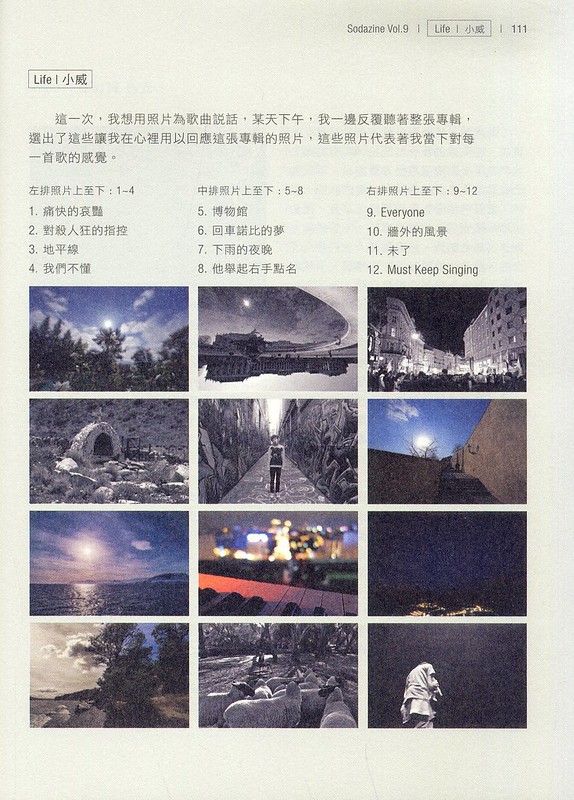 Sodazine Vol.9 | Life | 小威 | 111
Life | 小威
這一次，我想用照片為歌曲說話，某天下午，我一邊反覆聽著整張專輯，
選出了這些讓我在心裡用以回應這張專輯的照片，這些照片代表著我當下對每
一首歌的感覺。
左排照片上至下：1~4
1. 痛快的哀豔
2. 對殺人狂的指控
3. 地平線
4. 我們不懂
中排照片上至下：5~8
5. 博物館
6. 回車諾比的夢
7. 下雨的夜晚
8. 他舉起右手點名
右排照片上至下：9~12
9. Everyone
10. 牆外的風景
11. 未了
12. Must Keep Singing